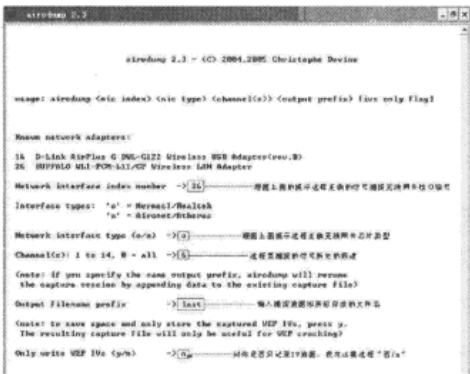 airodump 2.3
airodump 2.3 - (C) 2004,2005 Christophe Devine
usage: airodump <nic index> <nic type> <channel(s)> <output prefix> [ivs only flag]
Known network adapters:
16 D-Link AirPlus G DWL-G122 Wireless USB Adapter(rev.B)
26 BUFFALO WLI-PCM-L11/GP Wireless LAN Adapter
Network interface index number -> 26
Interface types: 'o' = HermesI/Realtek
'a' = Aironet/Atheros
Network interface type (o/a) -> o
Channel(s): 1 to 14, 0 = all -> 6
(note: if you specify the same output prefix, airodump will resume
the capture session by appending data to the existing capture file)
Output filename prefix -> last
(note: to save space and only store the captured WEP IVs, press y.
The resulting capture file will only be useful for WEP cracking)
Only write WEP IVs (y/n) -> n